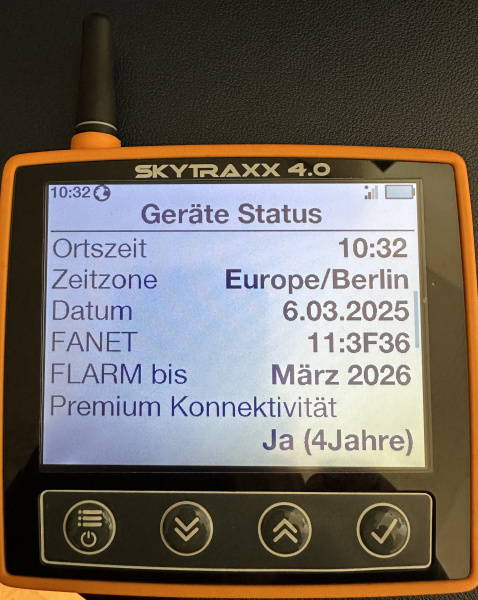 SKYTRAXX 4.0
10:32
Geräte Status
Ortszeit 10:32
Zeitzone Europe/Berlin
Datum 6.03.2025
FANET 11:3F36
FLARM bis März 2026
Premium Konnektivität
Ja (4Jahre)